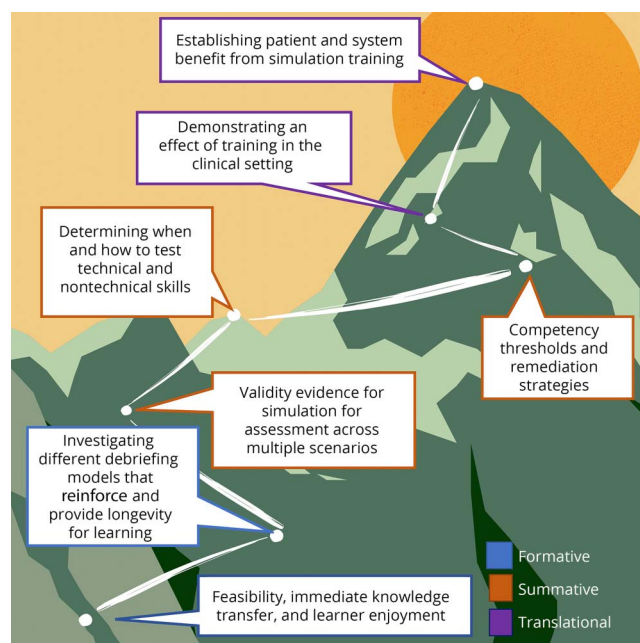 Establishing patient and system
benefit from simulation training
Demonstrating an
effect of training in the
clinical setting
Determining when
and how to test
technical and
nontechnical skills
Competency
thresholds and
remediation
strategies
Validity evidence for
simulation for
assessment across
multiple scenarios
Investigating
different debriefing
models that
reinforce and
provide longevity
for learning
Feasibility, immediate knowledge
transfer, and learner enjoyment
Formative
Summative
Translational